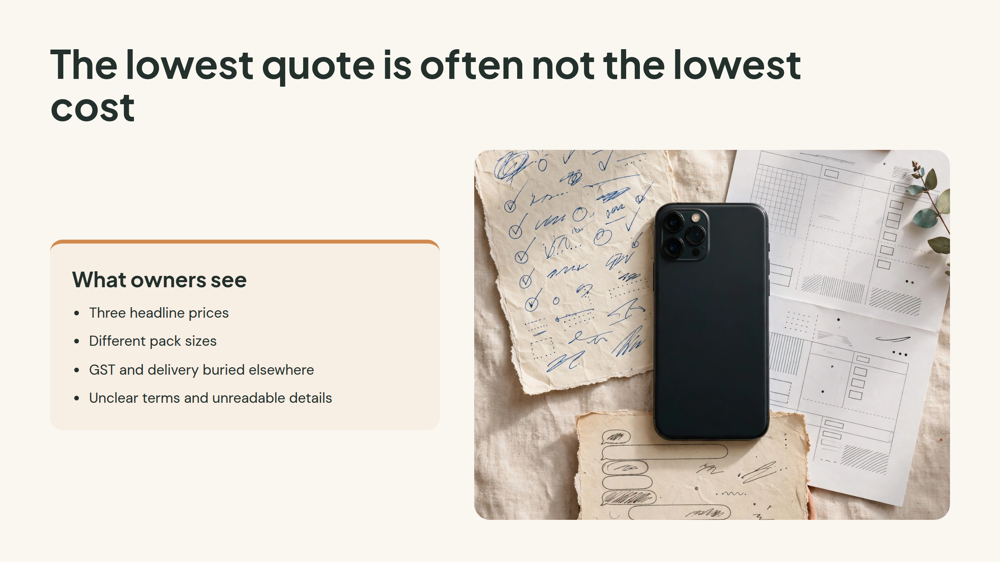 The lowest quote is often not the lowest
cost
What owners see
Three headline prices
Different pack sizes
GST and delivery buried elsewhere
Unclear terms and unreadable details